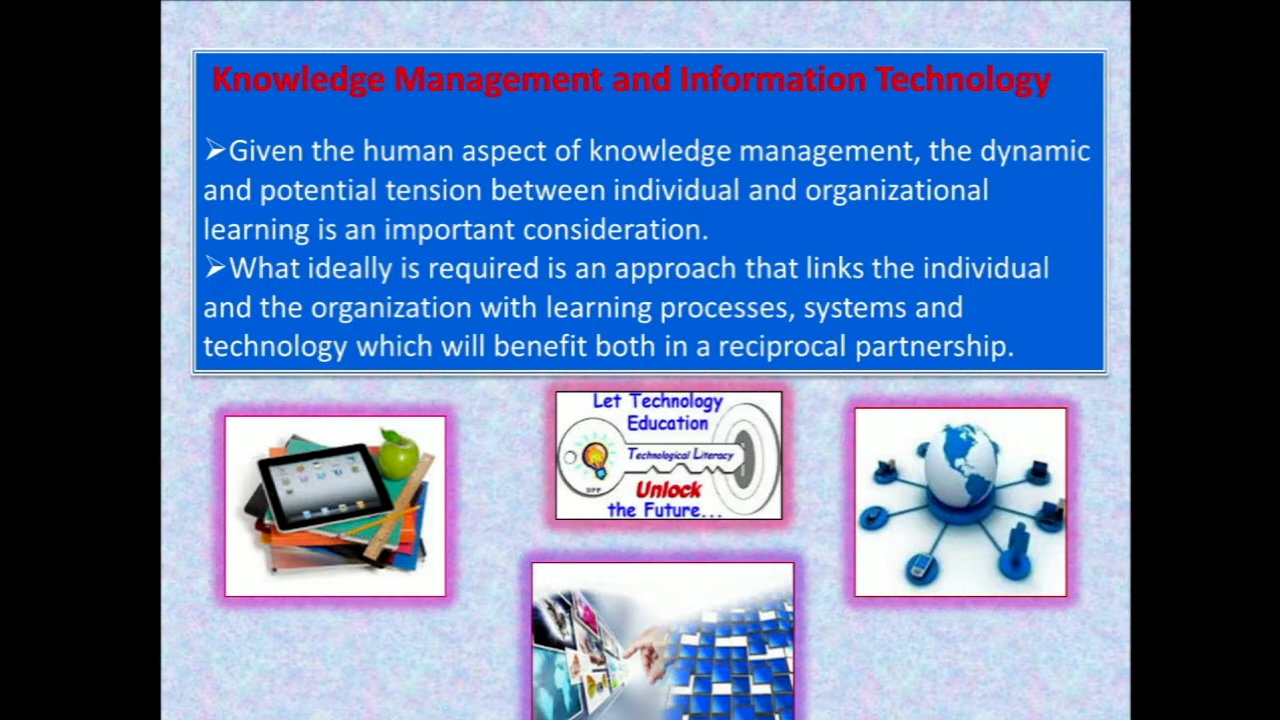 Knowledge Management and Information Technology
➢Given the human aspect of knowledge management, the dynamic
and potential tension between individual and organizational
learning is an important consideration.
➢What ideally is required is an approach that links the individual
and the organization with learning processes, systems and
technology which will benefit both in a reciprocal partnership.
Let Technology
Education
Technological Literacy
Unlock
the Future...